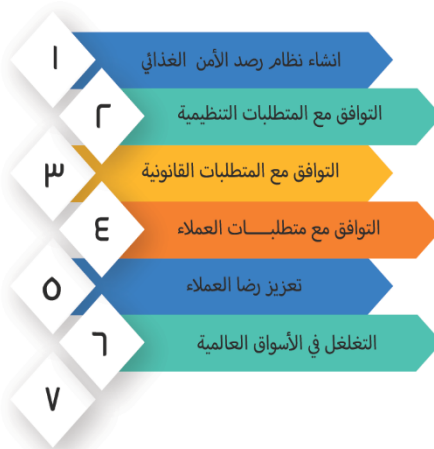 ١ انشاء نظام رصد الأمن الغذائي
٢ التوافق مع المتطلبات التنظيمية
٣ التوافق مع المتطلبات القانونية
٤ التوافق مع متطلبـــات العملاء
٥ تعزيز رضا العملاء
٦ التغلغل في الأسواق العالمية
٧